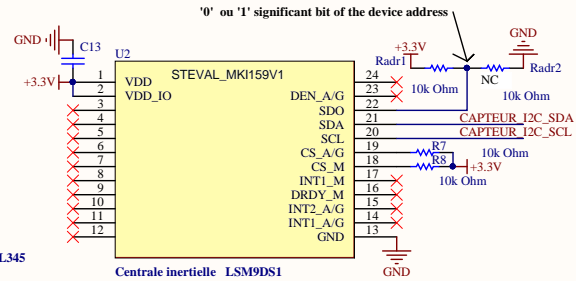 '0' ou '1' significant bit of the device address
GND
C13
+3.3V
U2
STEVAL_MKI159V1
1 VDD
2 VDD_IO
3
4
5
6
7
8
9
10
11
12
24
DEN_A/G 23
SDO 22
SDA 21 CAPTEUR_I2C_SDA
SCL 20 CAPTEUR_I2C_SCL
CS_A/G 19 R7 10k Ohm
CS_M 18 R8 +3.3V
10k Ohm
INT1_M 17
DRDY_M 16
INT2_A/G 15
INT1_A/G 14
GND 13
GND
+3.3V
Radr1
10k Ohm
NC
GND
Radr2
10k Ohm
L345
Centrale inertielle LSM9DS1